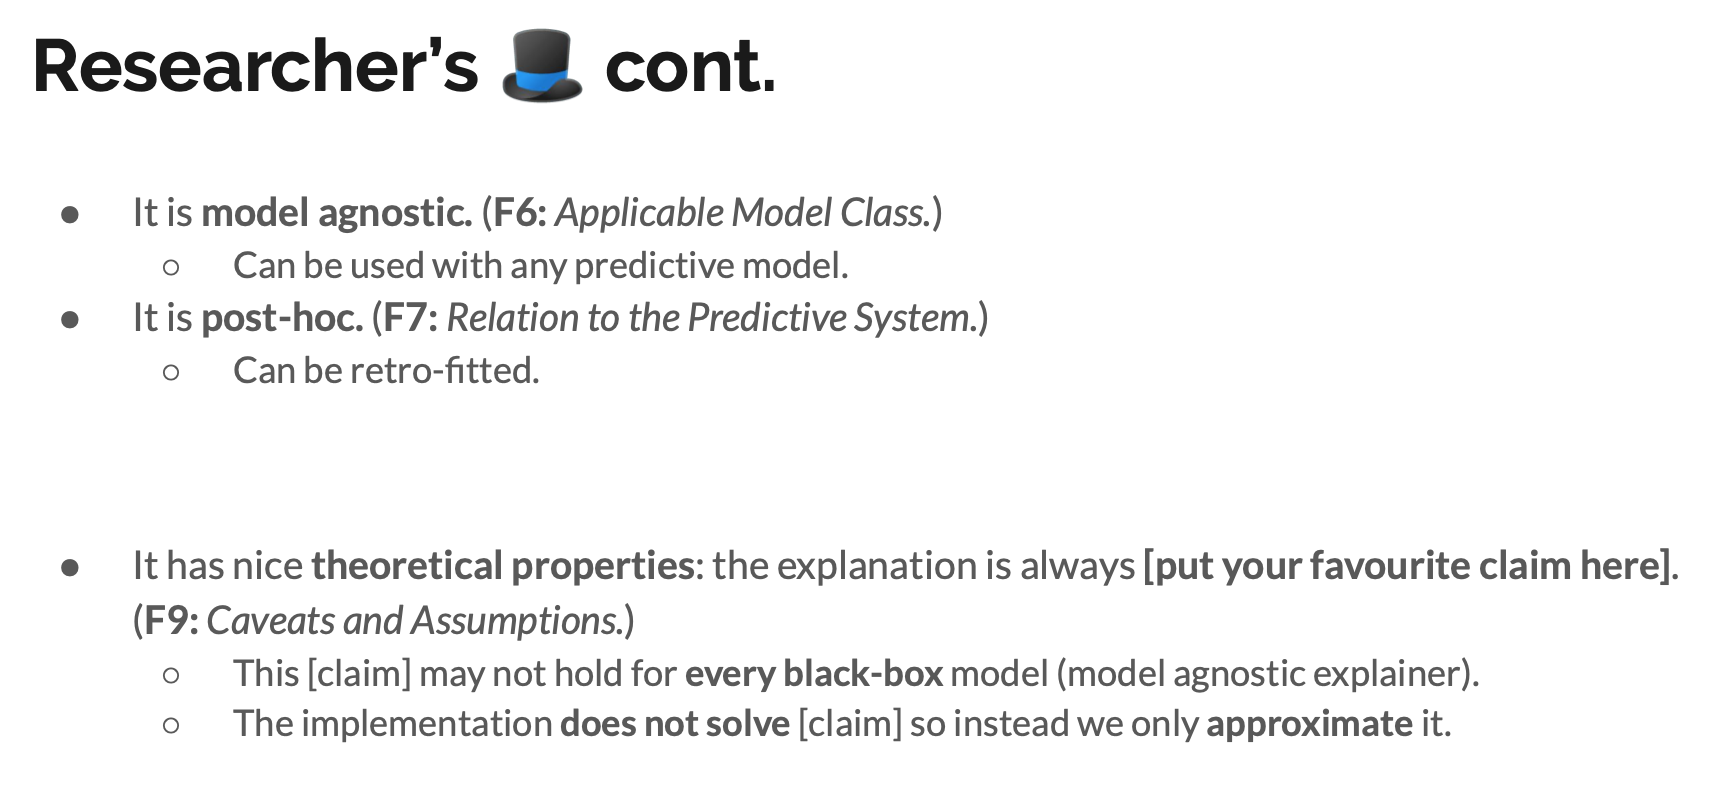 Researcher’s 🎩 cont.
● It is model agnostic. (F6: Applicable Model Class.)
○ Can be used with any predictive model.
● It is post-hoc. (F7: Relation to the Predictive System.)
○ Can be retro-fitted.
● It has nice theoretical properties: the explanation is always [put your favourite claim here].
(F9: Caveats and Assumptions.)
○ This [claim] may not hold for every black-box model (model agnostic explainer).
○ The implementation does not solve [claim] so instead we only approximate it.